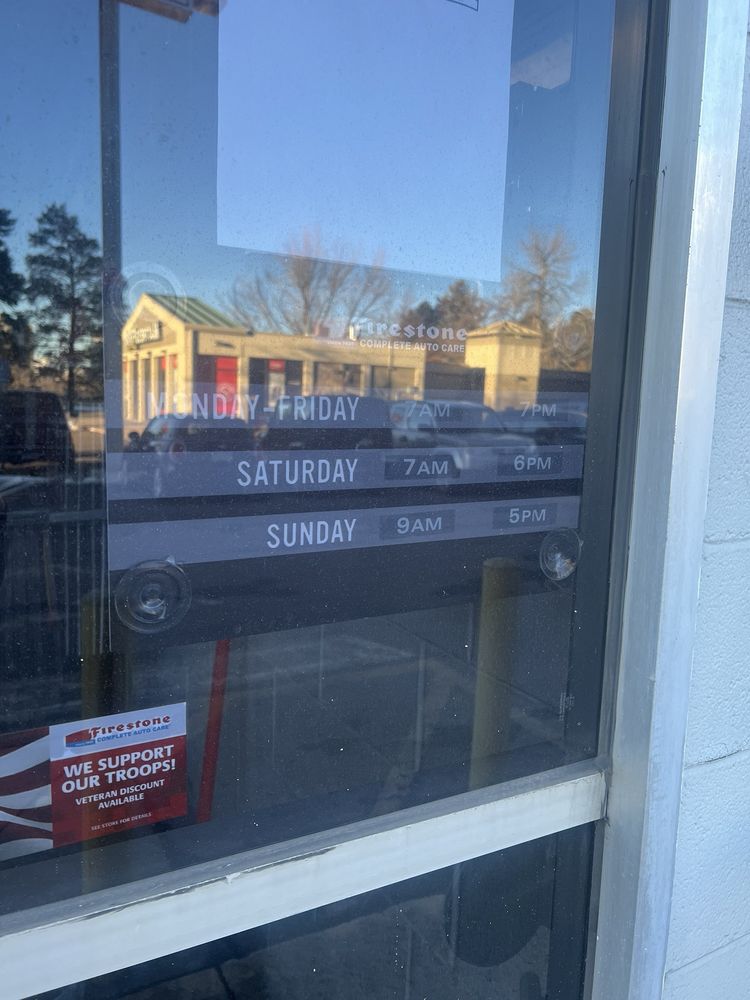 Firestone
COMPLETE AUTO CARE
MONDAY-FRIDAY 7AM 7PM
SATURDAY 7AM 6PM
SUNDAY 9AM 5PM
Firestone
COMPLETE AUTO CARE
WE SUPPORT
OUR TROOPS!
VETERAN DISCOUNT
AVAILABLE
SEE STORE FOR DETAILS